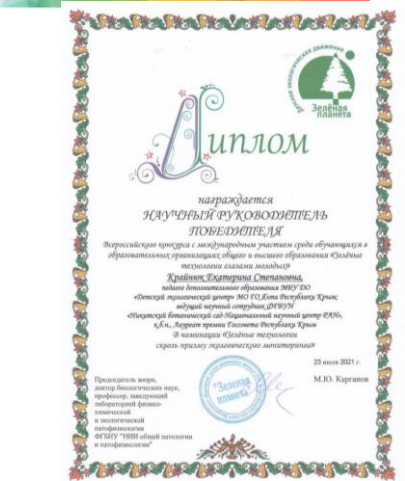 Детское экологическое движение
Зелёная
планета
Диплом
награждается
НАУЧНЫЙ РУКОВОДИТЕЛЬ
ПОБЕДИТЕЛЯ
Всероссийского конкурса с международным участием среди обучающихся в
образовательных организациях общего и высшего образования «Зелёные
технологии глазами молодых»
Крайнюк Екатерина Степановна,
педагог дополнительного образования МБУ ДО
«Детский экологический центр» МО ГО Ялта Республики Крым;
ведущий научный сотрудник ФГБУН
«Никитский ботанический сад-Национальный научный центр РАН»,
к.б.н., Лауреат премии Госсовета Республики Крым
В номинации «Зелёные технологии
сквозь призму экологического мониторинга»
23 июля 2021 г.
Председатель жюри,
доктор биологических наук,
профессор, заведующий
лабораторией физико-
химической
и экологической
патофизиологии
ФГБНУ "НИИ общей патологии
и патофизиологии"
"Зеленая
планета"
М.Ю. Карганов